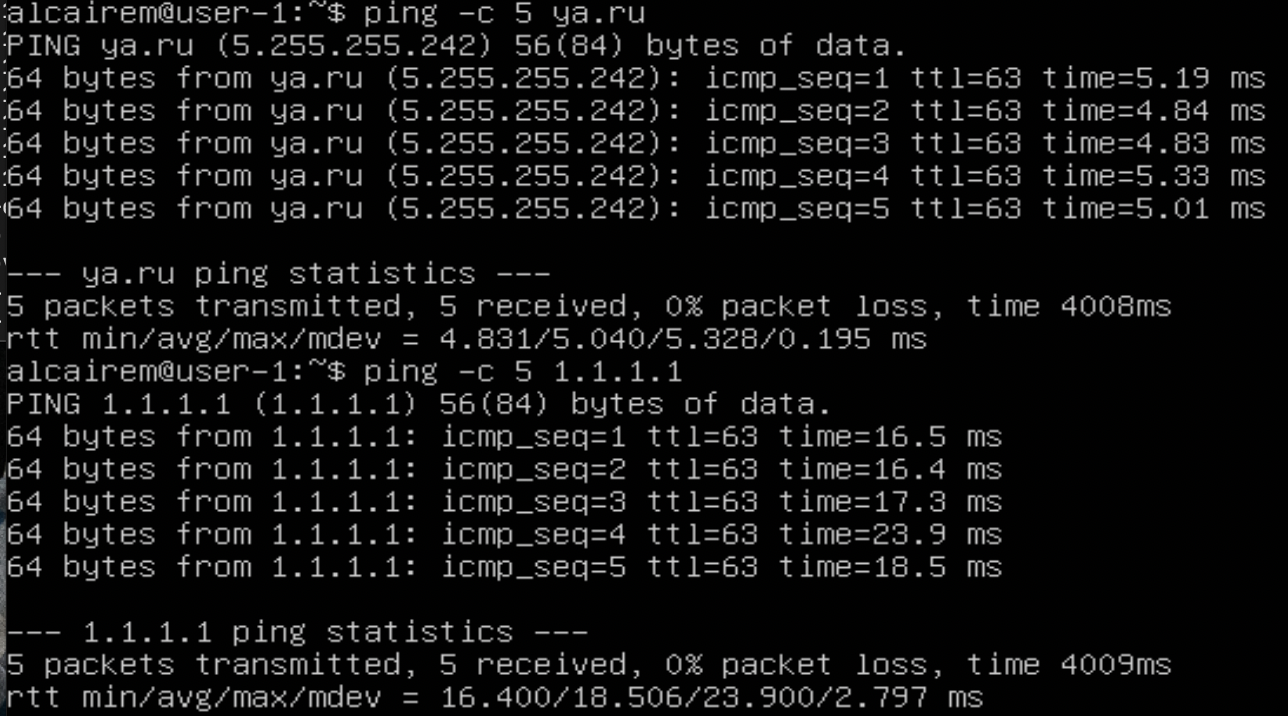 alcairem@user-1:~$ ping -c 5 ya.ru
PING ya.ru (5.255.255.242) 56(84) bytes of data.
64 bytes from ya.ru (5.255.255.242): icmp_seq=1 ttl=63 time=5.19 ms
64 bytes from ya.ru (5.255.255.242): icmp_seq=2 ttl=63 time=4.84 ms
64 bytes from ya.ru (5.255.255.242): icmp_seq=3 ttl=63 time=4.83 ms
64 bytes from ya.ru (5.255.255.242): icmp_seq=4 ttl=63 time=5.33 ms
64 bytes from ya.ru (5.255.255.242): icmp_seq=5 ttl=63 time=5.01 ms
--- ya.ru ping statistics ---
5 packets transmitted, 5 received, 0% packet loss, time 4008ms
rtt min/avg/max/mdev = 4.831/5.040/5.328/0.195 ms
alcairem@user-1:~$ ping -c 5 1.1.1.1
PING 1.1.1.1 (1.1.1.1) 56(84) bytes of data.
64 bytes from 1.1.1.1: icmp_seq=1 ttl=63 time=16.5 ms
64 bytes from 1.1.1.1: icmp_seq=2 ttl=63 time=16.4 ms
64 bytes from 1.1.1.1: icmp_seq=3 ttl=63 time=17.3 ms
64 bytes from 1.1.1.1: icmp_seq=4 ttl=63 time=23.9 ms
64 bytes from 1.1.1.1: icmp_seq=5 ttl=63 time=18.5 ms
--- 1.1.1.1 ping statistics ---
5 packets transmitted, 5 received, 0% packet loss, time 4009ms
rtt min/avg/max/mdev = 16.400/18.506/23.900/2.797 ms